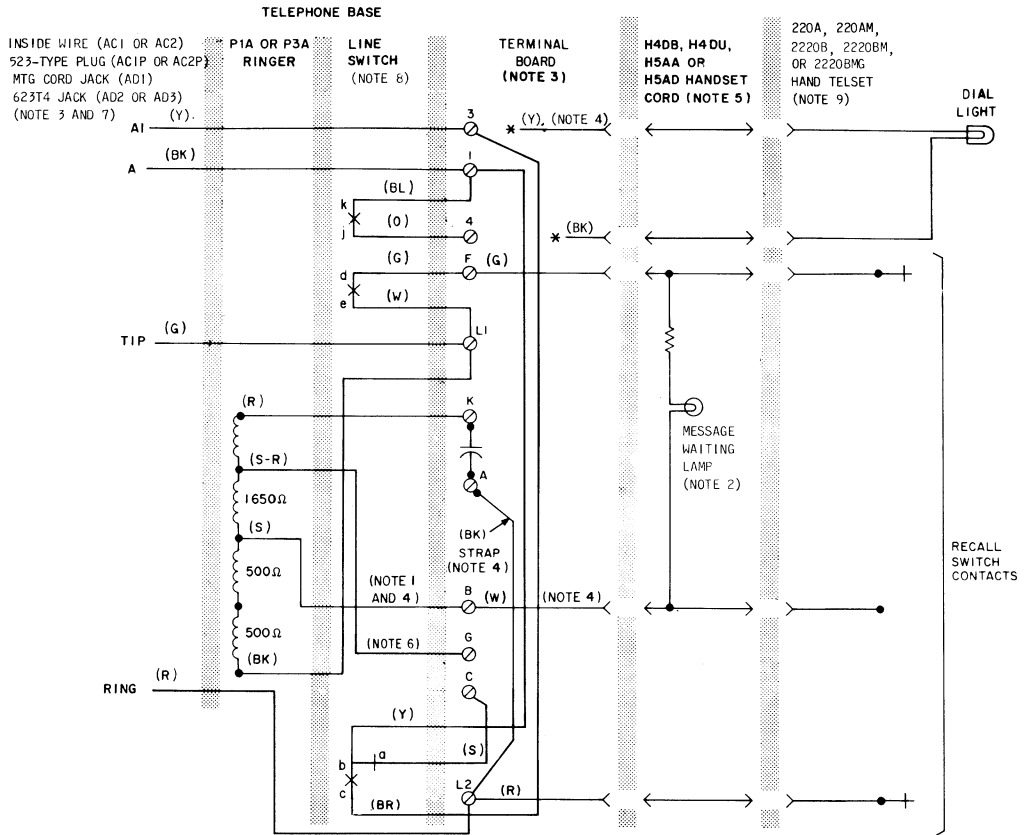 TELEPHONE BASE
INSIDE WIRE (AC1 OR AC2)
523-TYPE PLUG (AC1P OR AC2P)
MTG CORD JACK (AD1)
623T4 JACK (AD2 OR AD3)
(NOTE 3 AND 7)
P1A OR P3A
RINGER
LINE
SWITCH
(NOTE 8)
TERMINAL
BOARD
(NOTE 3)
H4DB, H4DU,
H5AA OR
H5AD HANDSET
CORD (NOTE 5)
220A, 220AM,
2220B, 2220BM,
OR 2220BMG
HAND TELSET
(NOTE 9)
DIAL
LIGHT
A1
(Y)
3
* (Y), (NOTE 4)
A
(BK)
1
(BL)
k
j
(O)
4
* (BK)
(G)
F
(G)
d
e
(W)
L1
TIP
(G)
(R)
K
MESSAGE
WAITING
LAMP
(NOTE 2)
(S-R)
A
1650Ω
(S)
(BK)
STRAP
(NOTE 4)
500Ω
(NOTE 1
AND 4)
B
(W)
(NOTE 4)
RECALL
SWITCH
CONTACTS
500Ω
(NOTE 6)
G
(BK)
C
RING
(R)
(Y)
b
a
(S)
c
(BR)
L2
(R)